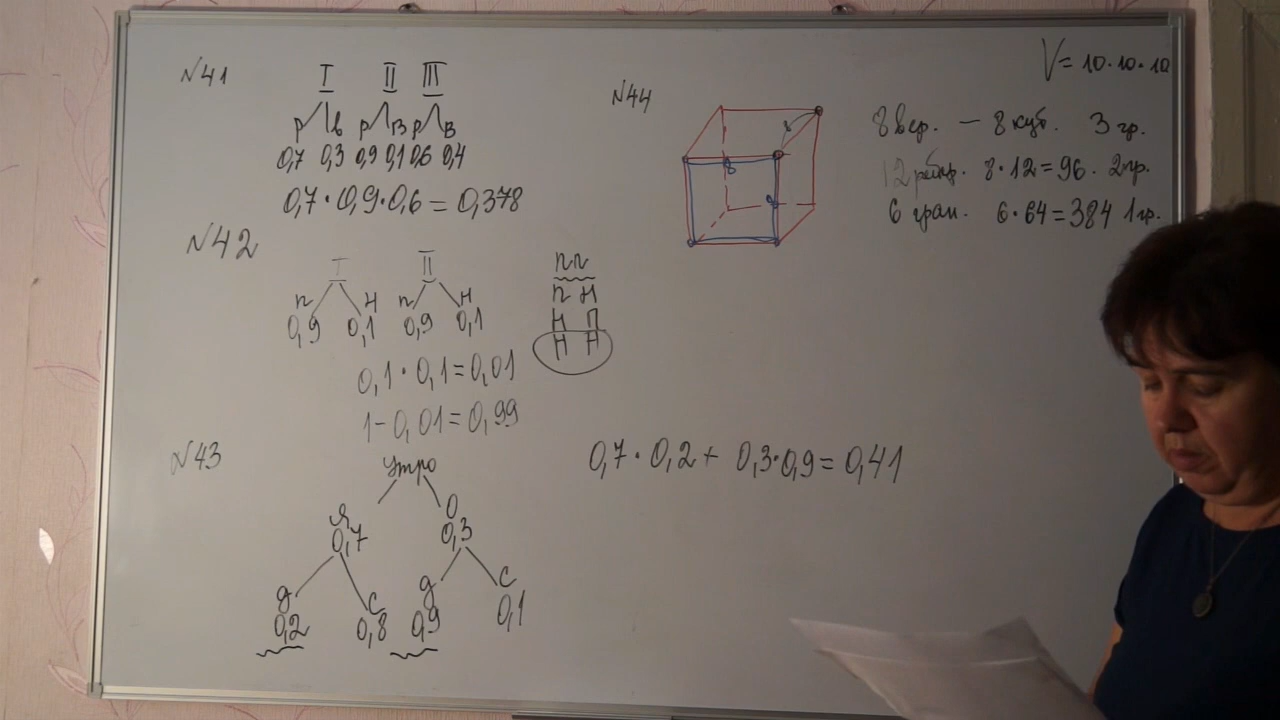 №41
I II III
р в р в р в
0,7 0,3 0,9 0,1 0,6 0,4
0,7 · 0,9 · 0,6 = 0,378
№42
I II
п н п н
0,9 0,1 0,9 0,1
0,1 · 0,1 = 0,01
1 - 0,01 = 0,99
пп
п н
н п
н н
№43
утро
Я О
0,7 0,3
д с д с
0,2 0,8 0,9 0,1
0,7 · 0,2 + 0,3 · 0,9 = 0,41
№44
8
8
8
V = 10 · 10 · 10
8 вер. — 8 куб. 3 гр.
12 8 · 12 = 96. 2 гр.
6 гран. 6 · 64 = 384 1 гр.